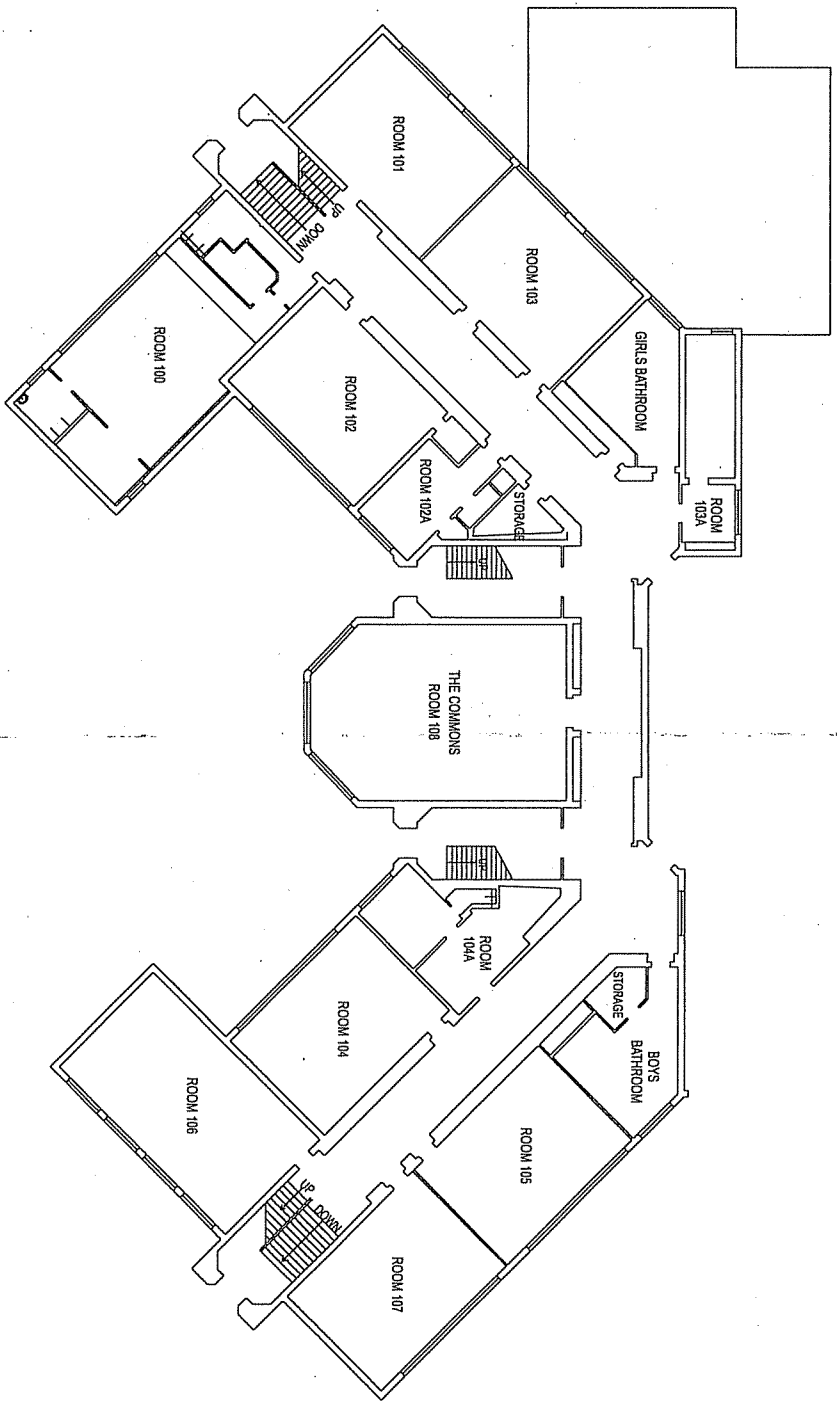 ROOM 101
UP
DOWN
ROOM 103
GIRLS BATHROOM
ROOM
103A
ROOM 100
ROOM 102
ROOM 102A
STORAGE
UP
THE COMMONS
ROOM 108
UP
ROOM
104A
STORAGE
BOYS
BATHROOM
ROOM 104
ROOM 105
ROOM 106
UP
DOWN
ROOM 107